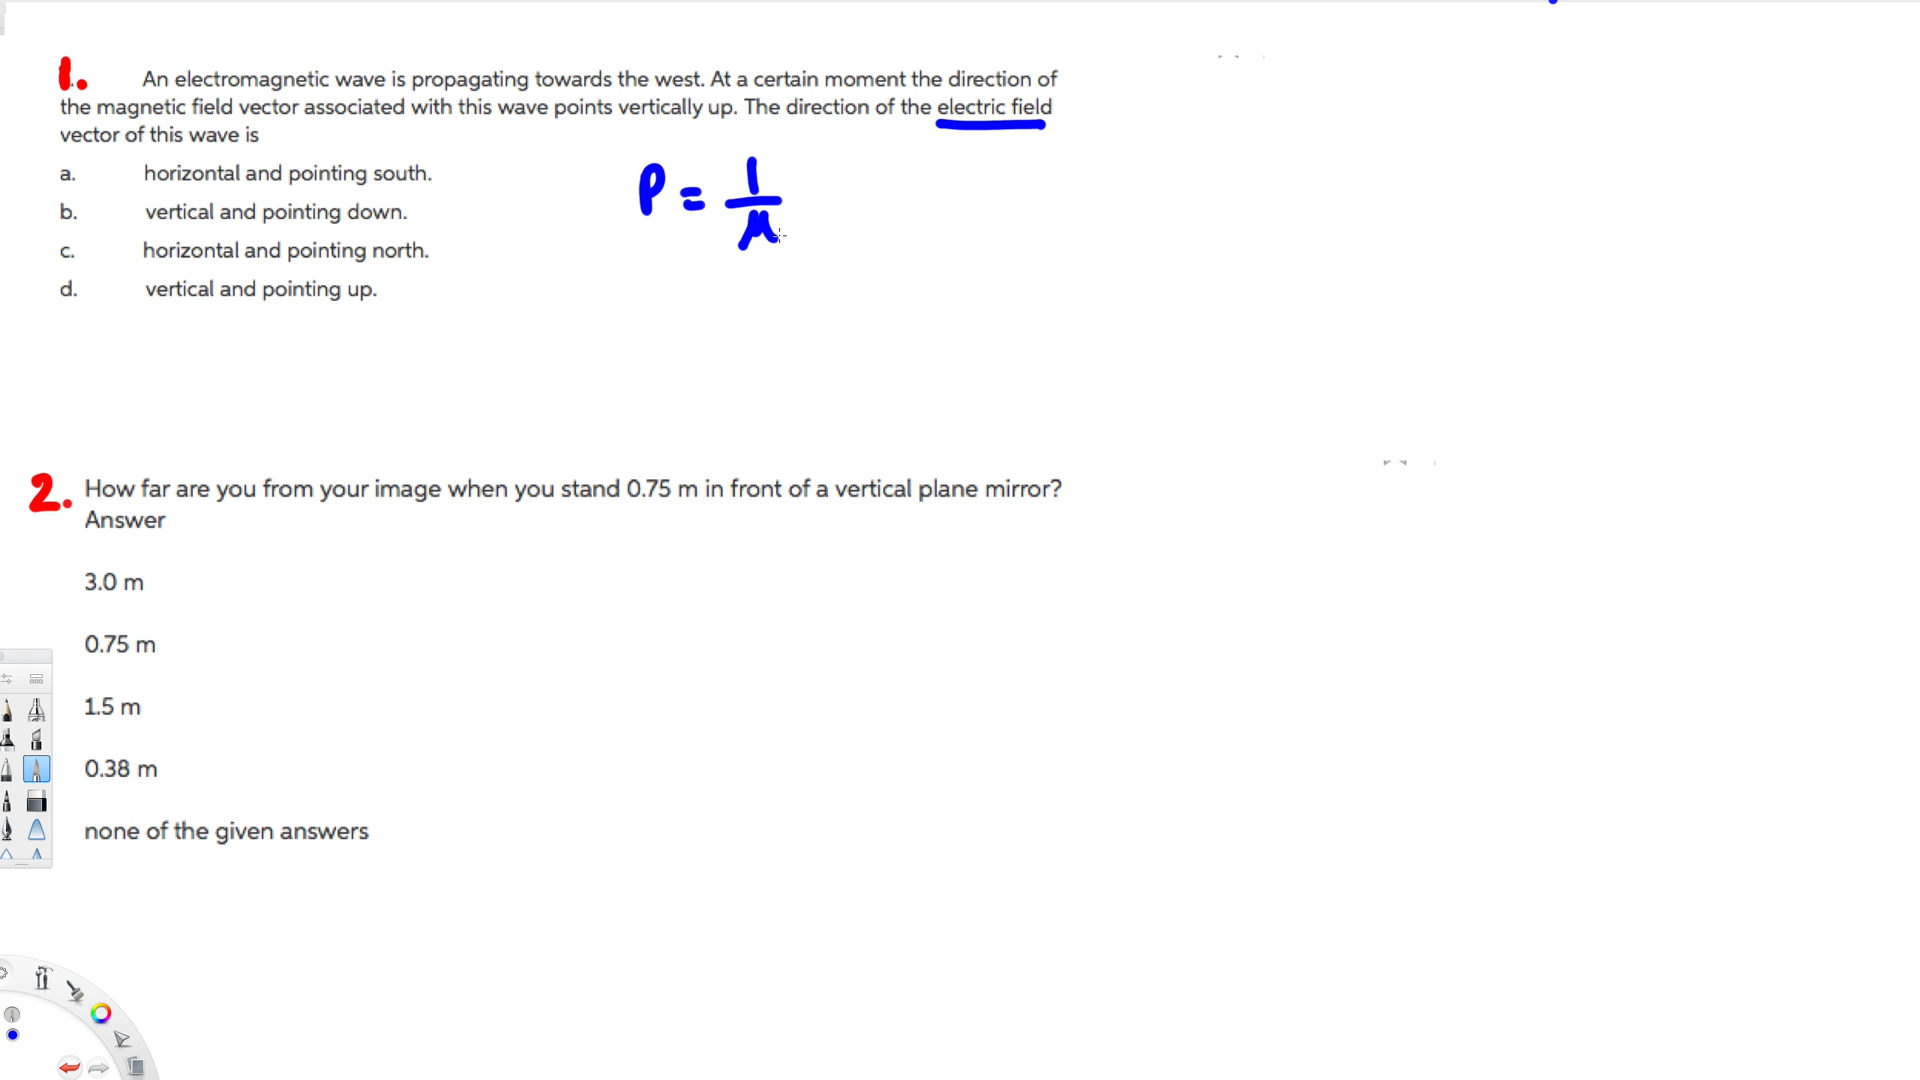 1. An electromagnetic wave is propagating towards the west. At a certain moment the direction of
the magnetic field vector associated with this wave points vertically up. The direction of the electric field
vector of this wave is
a. horizontal and pointing south.
b. vertical and pointing down.
c. horizontal and pointing north.
d. vertical and pointing up.
P = 1/μ
2. How far are you from your image when you stand 0.75 m in front of a vertical plane mirror?
Answer
3.0 m
0.75 m
1.5 m
0.38 m
none of the given answers